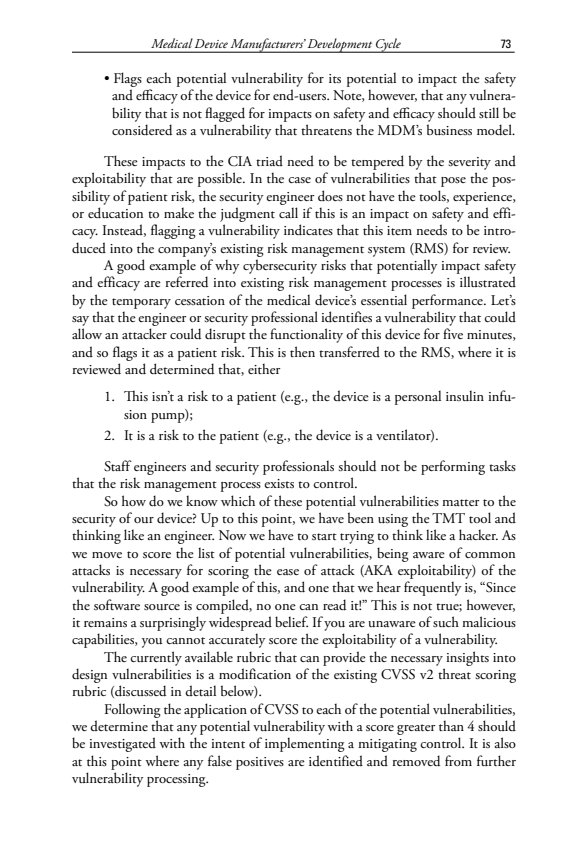 Medical Device Manufacturers’ Development Cycle 73
• Flags each potential vulnerability for its potential to impact the safety
and efficacy of the device for end-users. Note, however, that any vulnera-
bility that is not flagged for impacts on safety and efficacy should still be
considered as a vulnerability that threatens the MDM’s business model.
These impacts to the CIA triad need to be tempered by the severity and
exploitability that are possible. In the case of vulnerabilities that pose the pos-
sibility of patient risk, the security engineer does not have the tools, experience,
or education to make the judgment call if this is an impact on safety and effi-
cacy. Instead, flagging a vulnerability indicates that this item needs to be intro-
duced into the company’s existing risk management system (RMS) for review.
A good example of why cybersecurity risks that potentially impact safety
and efficacy are referred into existing risk management processes is illustrated
by the temporary cessation of the medical device’s essential performance. Let’s
say that the engineer or security professional identifies a vulnerability that could
allow an attacker could disrupt the functionality of this device for five minutes,
and so flags it as a patient risk. This is then transferred to the RMS, where it is
reviewed and determined that, either
1. This isn’t a risk to a patient (e.g., the device is a personal insulin infu-
sion pump);
2. It is a risk to the patient (e.g., the device is a ventilator).
Staff engineers and security professionals should not be performing tasks
that the risk management process exists to control.
So how do we know which of these potential vulnerabilities matter to the
security of our device? Up to this point, we have been using the TMT tool and
thinking like an engineer. Now we have to start trying to think like a hacker. As
we move to score the list of potential vulnerabilities, being aware of common
attacks is necessary for scoring the ease of attack (AKA exploitability) of the
vulnerability. A good example of this, and one that we hear frequently is, “Since
the software source is compiled, no one can read it!” This is not true; however,
it remains a surprisingly widespread belief. If you are unaware of such malicious
capabilities, you cannot accurately score the exploitability of a vulnerability.
The currently available rubric that can provide the necessary insights into
design vulnerabilities is a modification of the existing CVSS v2 threat scoring
rubric (discussed in detail below).
Following the application of CVSS to each of the potential vulnerabilities,
we determine that any potential vulnerability with a score greater than 4 should
be investigated with the intent of implementing a mitigating control. It is also
at this point where any false positives are identified and removed from further
vulnerability processing.